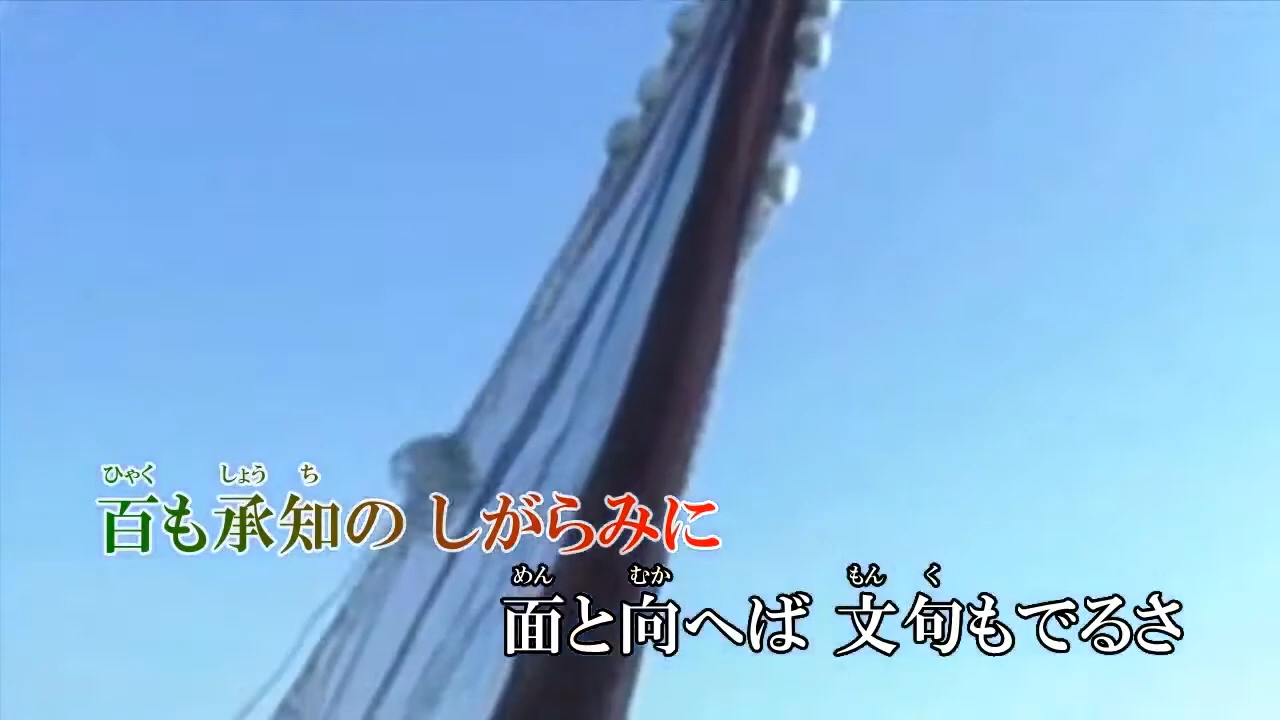 ひゃく しょう ち
百も承知の しがらみに
めん むか もん く
面と向へば 文句もでるさ